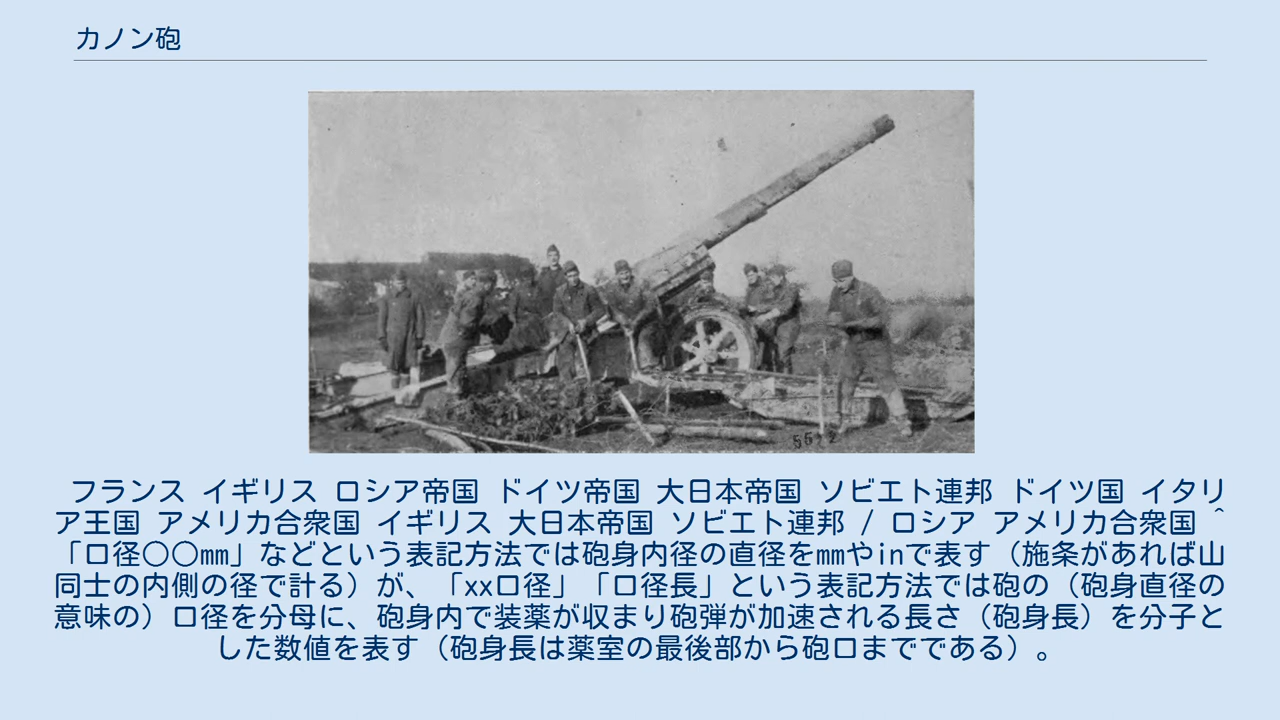 カノン砲
5572
フランス イギリス ロシア帝国 ドイツ帝国 大日本帝国 ソビエト連邦 ドイツ国 イタリ
ア王国 アメリカ合衆国 イギリス 大日本帝国 ソビエト連邦 / ロシア アメリカ合衆国 ^
「口径〇〇mm」などという表記方法では砲身内径の直径をmmやinで表す（施条があれば山
同士の内側の径で計る）が、「xx口径」「口径長」という表記方法では砲の（砲身直径の
意味の）口径を分母に、砲身内で装薬が収まり砲弾が加速される長さ（砲身長）を分子と
した数値を表す（砲身長は薬室の最後部から砲口までである）。